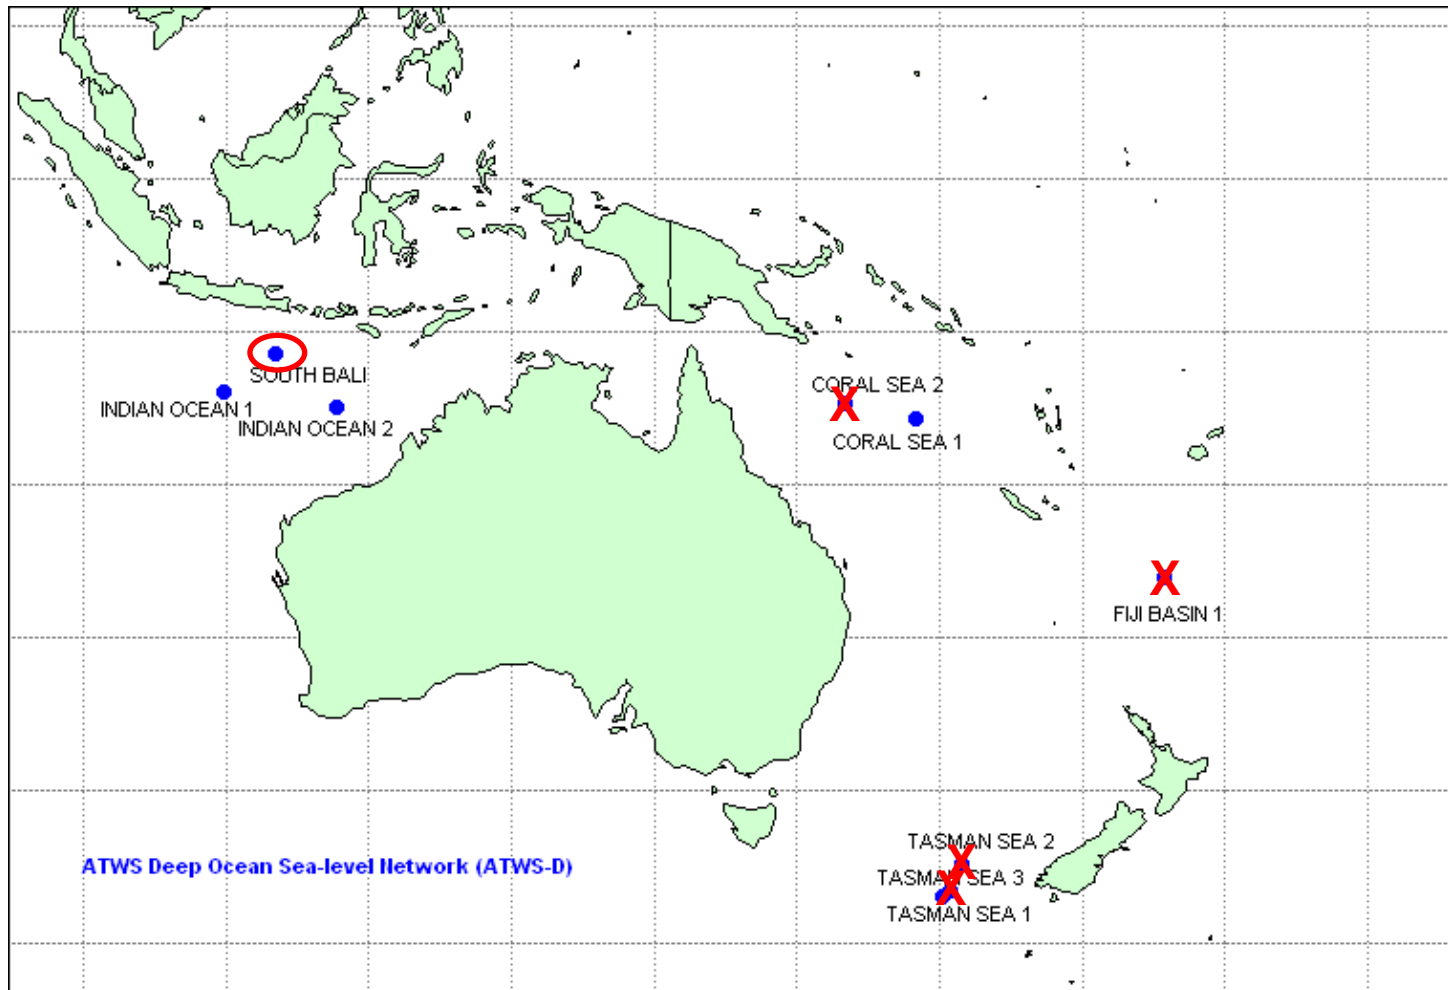 SOUTH BALI
CORAL SEA 2
INDIAN OCEAN 1
INDIAN OCEAN 2
X
CORAL SEA 1
X
FIJI BASIN 1
TASMAN SEA 2
X
ATWS Deep Ocean Sea-level Network (ATWS-D)
TASMAN SEA 3
X
TASMAN SEA 1